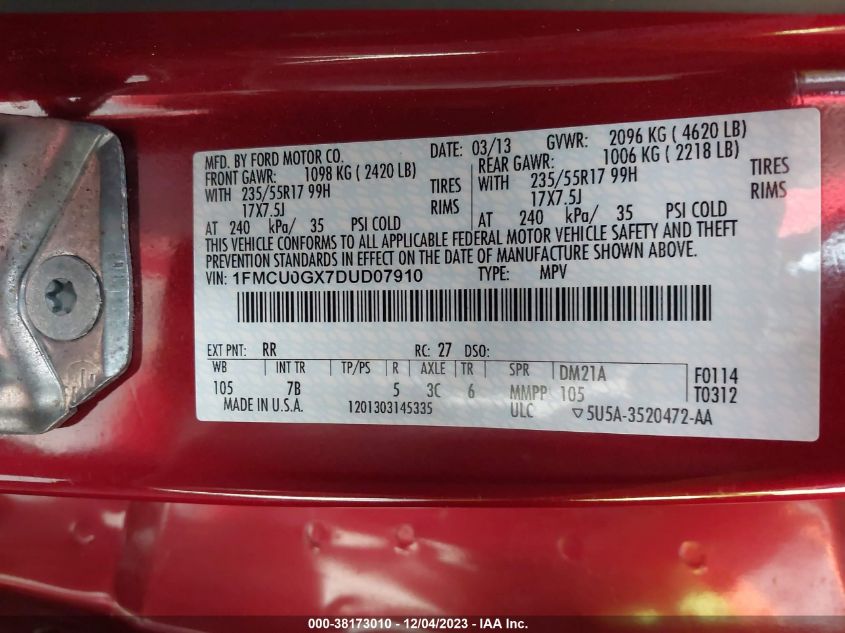 MFD. BY FORD MOTOR CO. DATE: 03/13 GVWR: 2096 KG ( 4620 LB)
FRONT GAWR: 1098 KG ( 2420 LB) REAR GAWR: 1006 KG ( 2218 LB)
WITH 235/55R17 99H TIRES WITH 235/55R17 99H TIRES
17X7.5J RIMS 17X7.5J RIMS
AT 240 kPa/ 35 PSI COLD AT 240 kPa/ 35 PSI COLD
THIS VEHICLE CONFORMS TO ALL APPLICABLE FEDERAL MOTOR VEHICLE SAFETY AND THEFT
PREVENTION STANDARDS IN EFFECT ON THE DATE OF MANUFACTURE SHOWN ABOVE.
VIN: 1FMCU0GX7DUD07910 TYPE: MPV
EXT PNT: RR RC: 27 DSO:
WB INT TR TP/PS R AXLE TR SPR DM21A F0114
105 7B 5 3C 6 MMPP 105 T0312
MADE IN U.S.A. 1201303145335 ULC ▽5U5A-3520472-AA
000-38173010 - 12/04/2023 - IAA Inc.